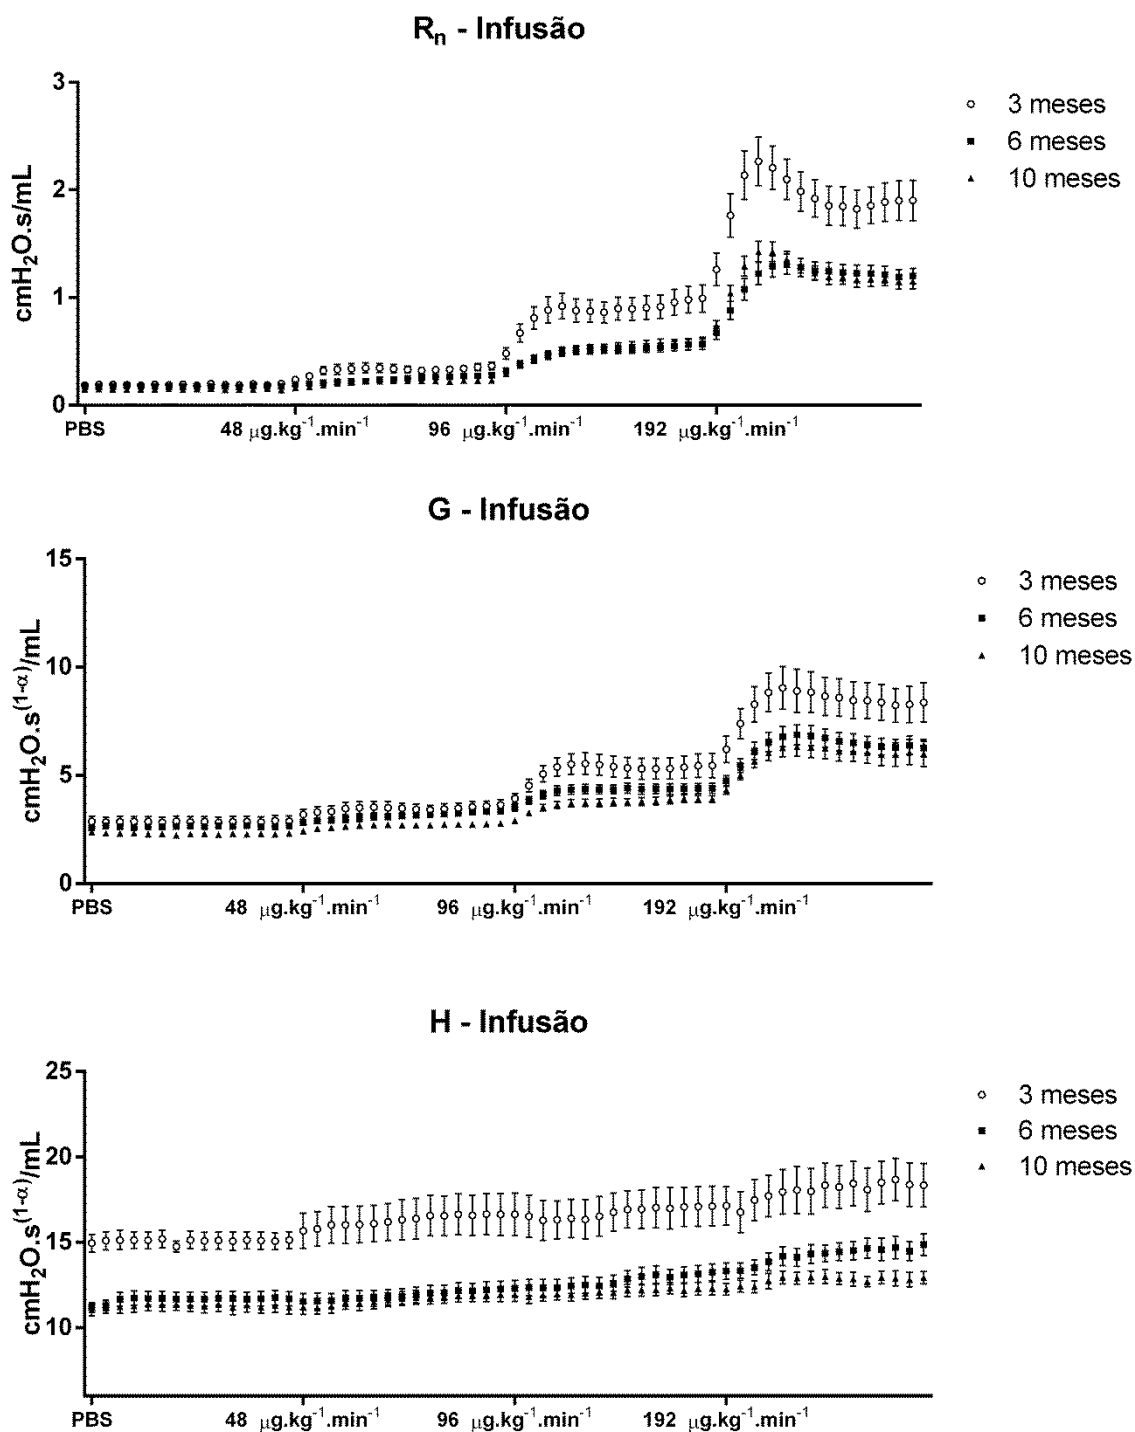 Rₙ - Infusão
3
2
1
0
cmH₂O.s/mL
PBS
48 μg.kg⁻¹.min⁻¹
96 μg.kg⁻¹.min⁻¹
192 μg.kg⁻¹.min⁻¹
3 meses
6 meses
10 meses
G - Infusão
15
10
5
0
cmH₂O.s⁽¹⁻ᵅ⁾/mL
PBS
48 μg.kg⁻¹.min⁻¹
96 μg.kg⁻¹.min⁻¹
192 μg.kg⁻¹.min⁻¹
3 meses
6 meses
10 meses
H - Infusão
25
20
15
10
cmH₂O.s⁽¹⁻ᵅ⁾/mL
PBS
48 μg.kg⁻¹.min⁻¹
96 μg.kg⁻¹.min⁻¹
192 μg.kg⁻¹.min⁻¹
3 meses
6 meses
10 meses